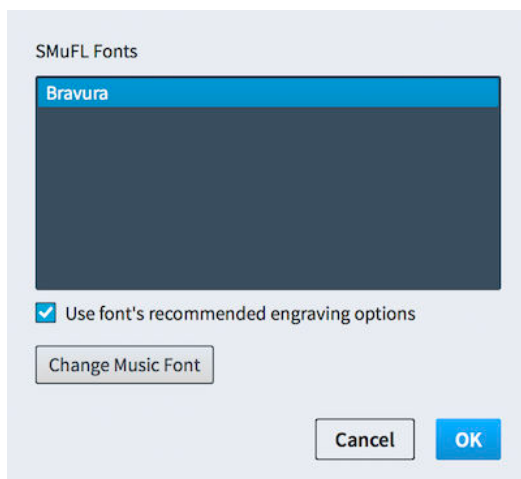 SMuFL Fonts
Bravura
Use font's recommended engraving options
Change Music Font
Cancel OK